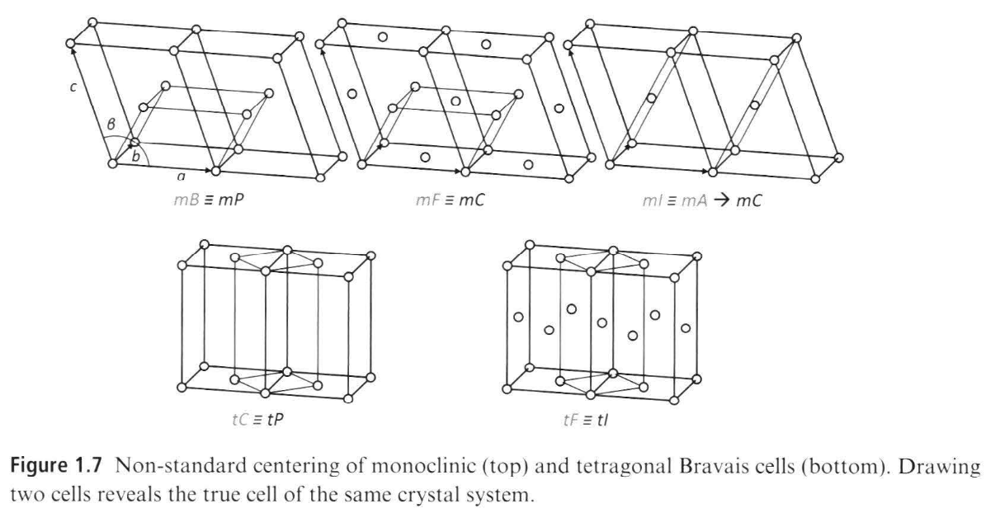 c
β
b
a
mB ≡ mP
mF ≡ mC
mI ≡ mA → mC
tC ≡ tP
tF ≡ tI
Figure 1.7 Non-standard centering of monoclinic (top) and tetragonal Bravais cells (bottom). Drawing
two cells reveals the true cell of the same crystal system.